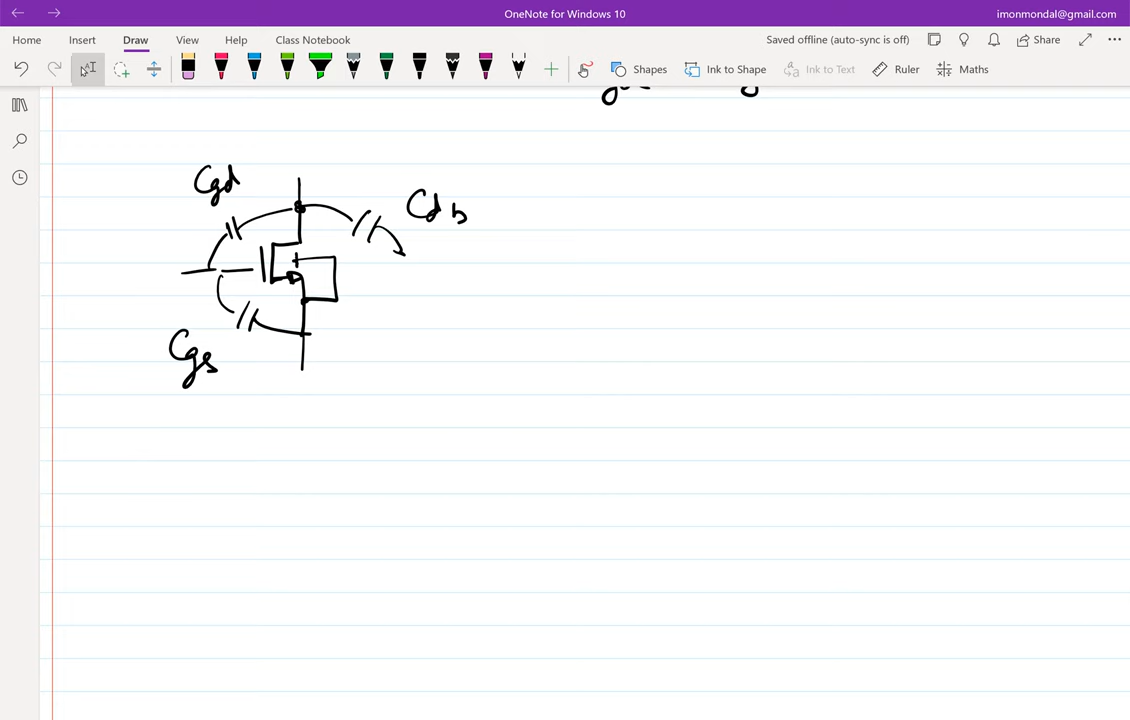 OneNote for Windows 10
imonmondal@gmail.com
Home Insert Draw View Help Class Notebook
Saved offline (auto-sync is off)
Share
Shapes Ink to Shape Ink to Text Ruler Maths
Cgd
Cdb
Cgs